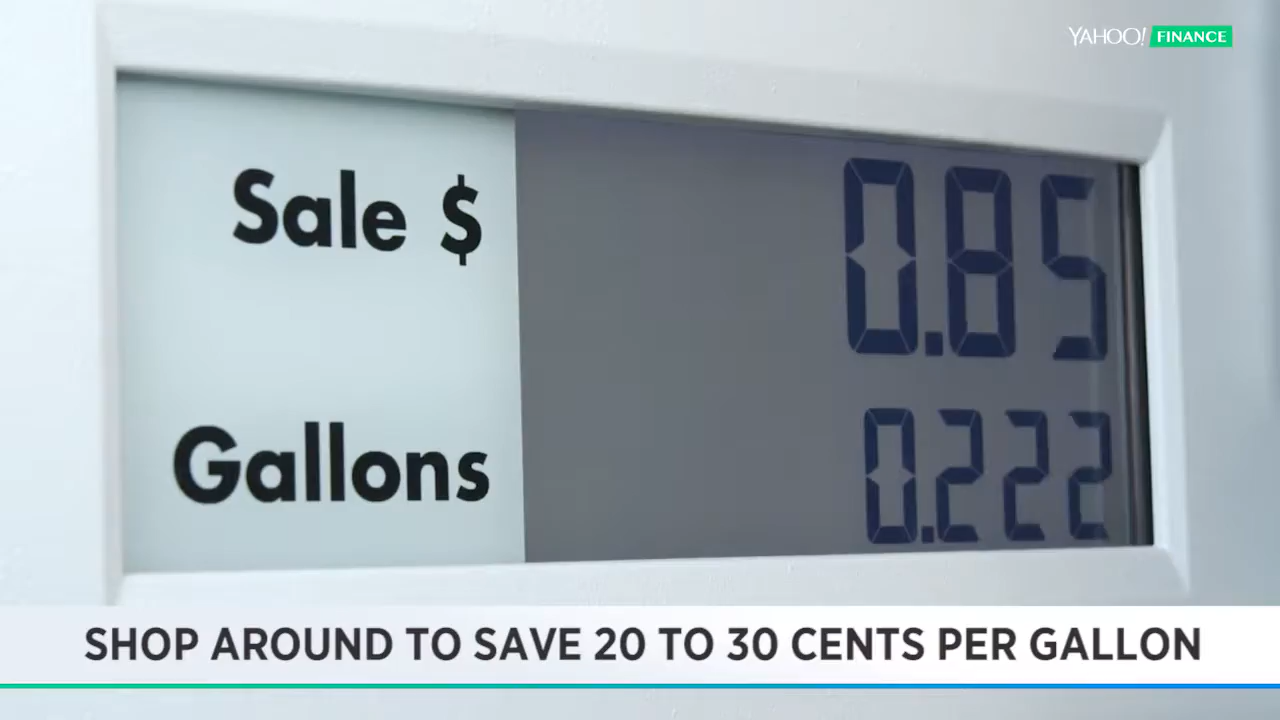 YAHOO! FINANCE
Sale $ 0.85
Gallons 0.222
SHOP AROUND TO SAVE 20 TO 30 CENTS PER GALLON